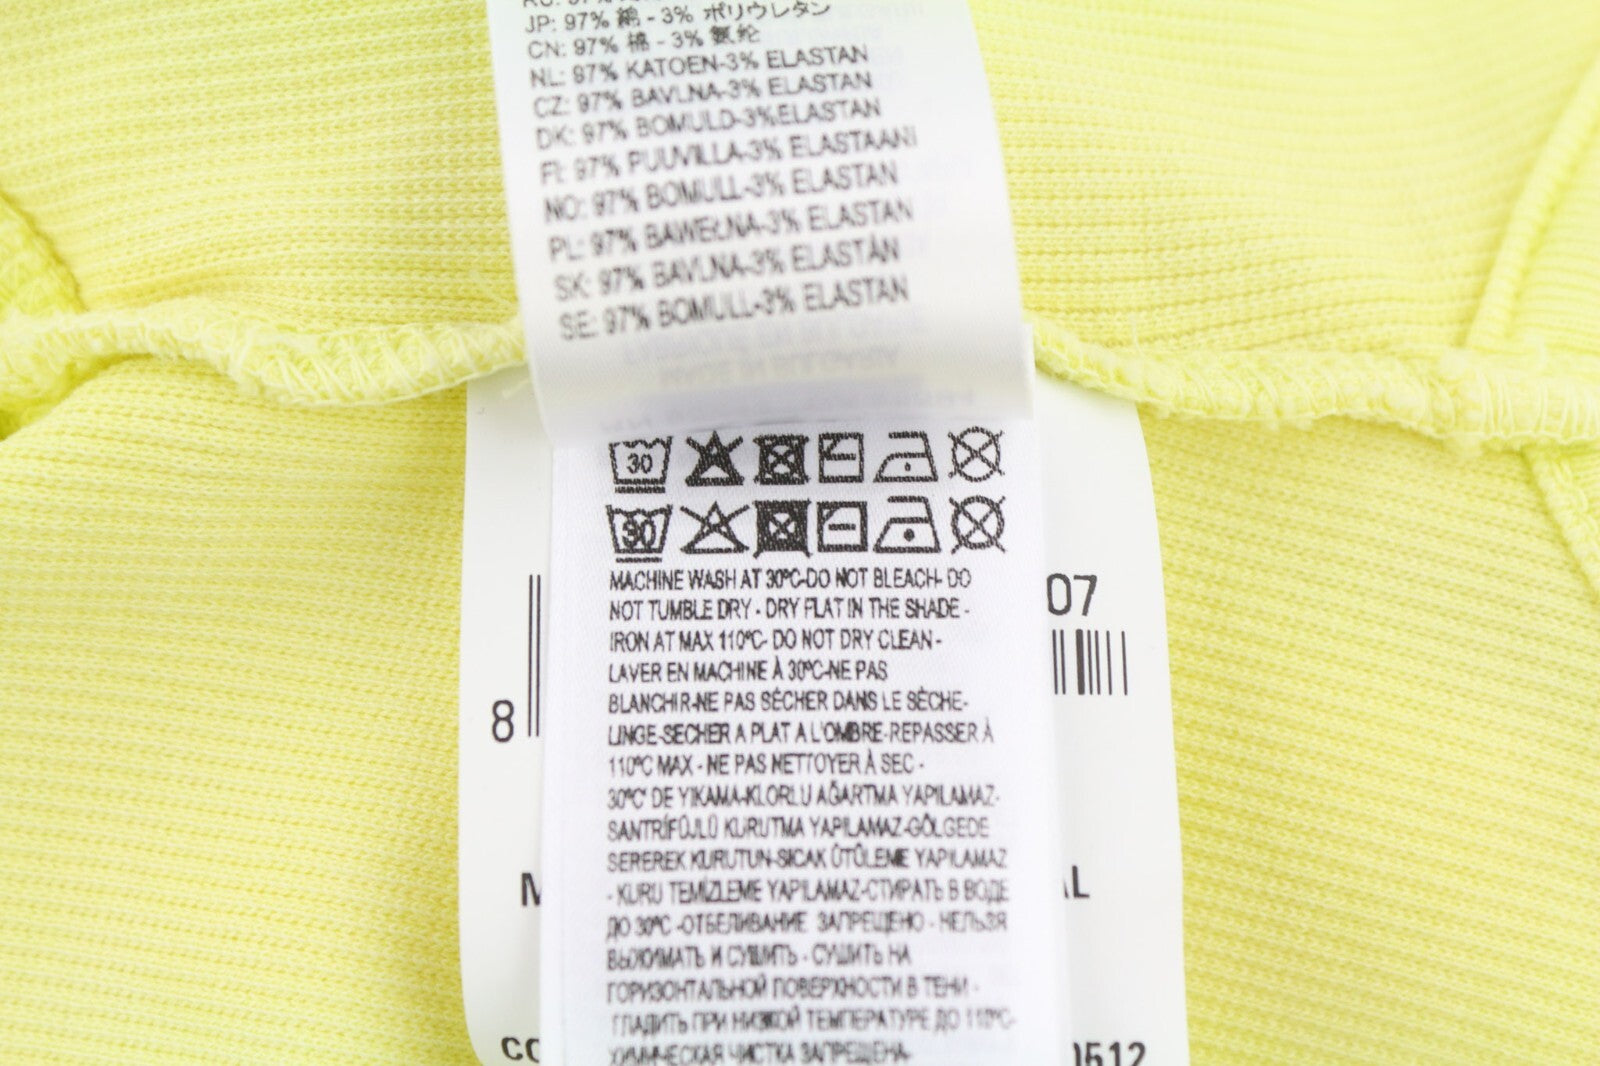 JP: 97% 綿 - 3% ポリウレタン
CN: 97% 棉 - 3% 氨纶
NL: 97% KATOEN-3% ELASTAN
CZ: 97% BAVLNA-3% ELASTAN
DK: 97% BOMULD-3%ELASTAN
FI: 97% PUUVILLA-3% ELASTAANI
NO: 97% BOMULL-3% ELASTAN
PL: 97% BAWEŁNA-3% ELASTAN
SK: 97% BAVLNA-3% ELASTÁN
SE: 97% BOMULL-3% ELASTAN
30
30
MACHINE WASH AT 30ºC-DO NOT BLEACH- DO
NOT TUMBLE DRY - DRY FLAT IN THE SHADE -
IRON AT MAX 110ºC- DO NOT DRY CLEAN -
LAVER EN MACHINE À 30ºC-NE PAS
BLANCHIR-NE PAS SÉCHER DANS LE SÈCHE-
LINGE-SECHER A PLAT A L'OMBRE-REPASSER À
110ºC MAX - NE PAS NETTOYER À SEC -
30ºC' DE YIKAMA-KLORLU AĞARTMA YAPILAMAZ-
SANTRİFÜJLÜ KURUTMA YAPILAMAZ-GÖLGEDE
SEREREK KURUTUN-SICAK ÜTÜLEME YAPILAMAZ
- KURU TEMİZLEME YAPILAMAZ-СТИРАТЬ В ВОДЕ
ДО 30ºC -ОТБЕЛИВАНИЕ ЗАПРЕЩЕНО - НЕЛЬЗЯ
ВЫЖИМАТЬ И СУШИТЬ - СУШИТЬ НА
ГОРИЗОНТАЛЬНОЙ ПОВЕРХНОСТИ В ТЕНИ -
ГЛАДИТЬ ПРИ НИЗКОЙ ТЕМПЕРАТУРЕ ДО 110ºC-
ХИМИЧЕСКАЯ ЧИСТКА ЗАПРЕЩЕНА-
07
8
M
AL
CO
0512